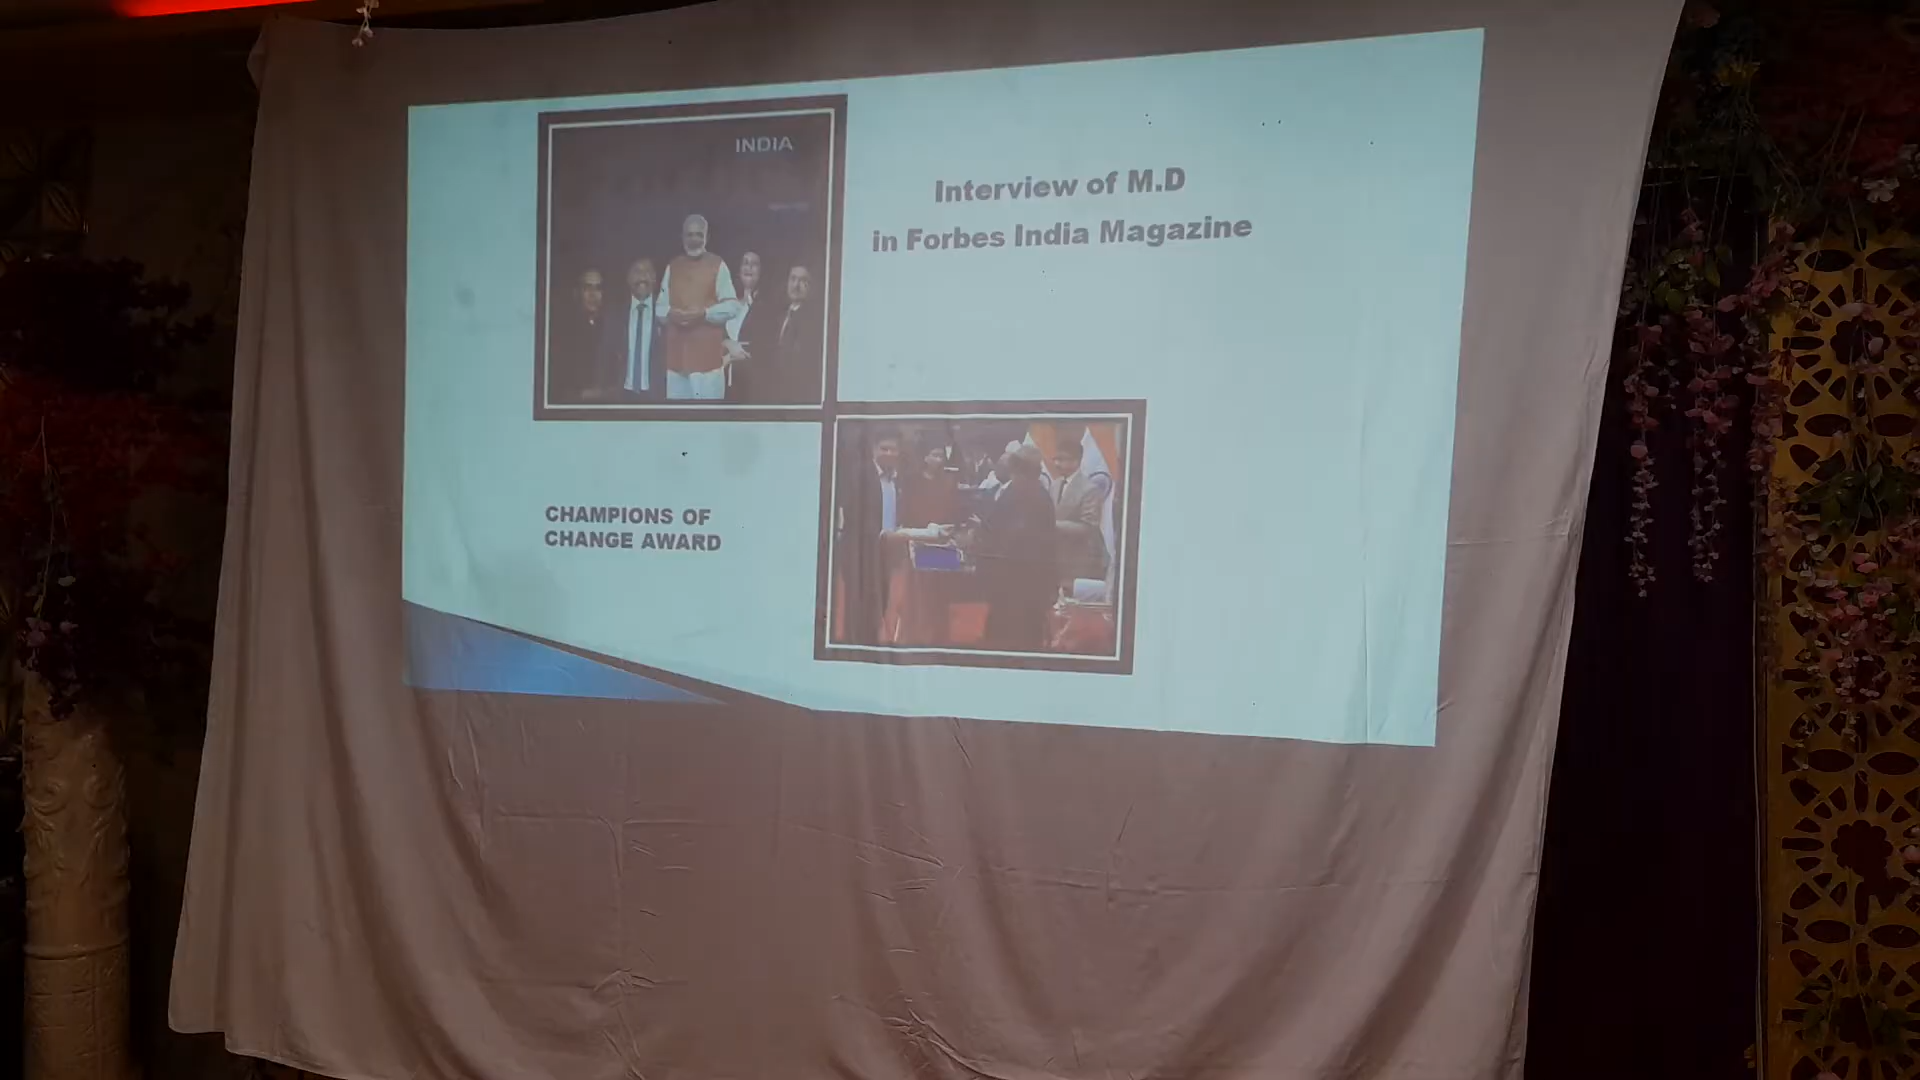 INDIA
Interview of M.D
in Forbes India Magazine
CHAMPIONS OF
CHANGE AWARD